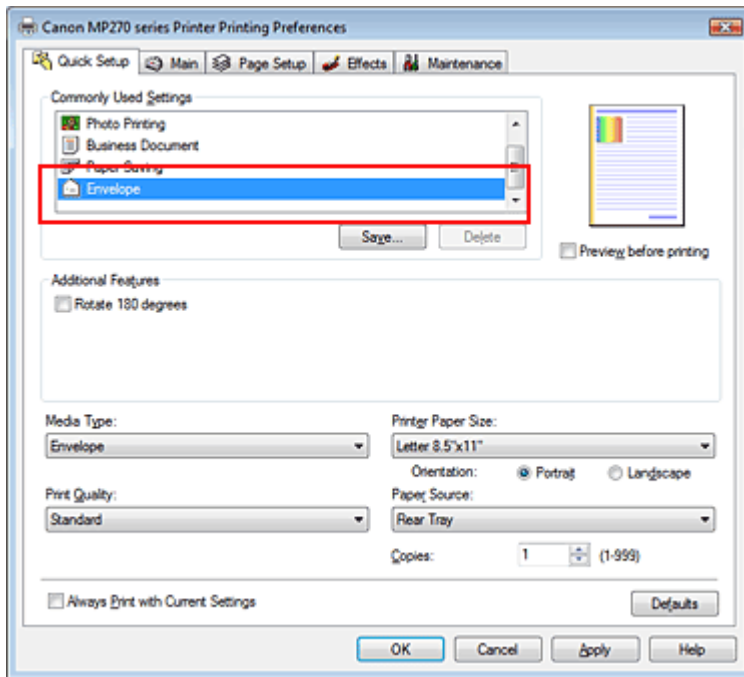 Canon MP270 series Printer Printing Preferences
Quick Setup Main Page Setup Effects Maintenance
Commonly Used Settings
Photo Printing
Business Document
Paper Saving
Envelope
Save... Delete
Preview before printing
Additional Features
Rotate 180 degrees
Media Type: Printer Paper Size:
Envelope Letter 8.5"x11"
Orientation: Portrait Landscape
Print Quality: Paper Source:
Standard Rear Tray
Copies: 1 (1-999)
Always Print with Current Settings Defaults
OK Cancel Apply Help